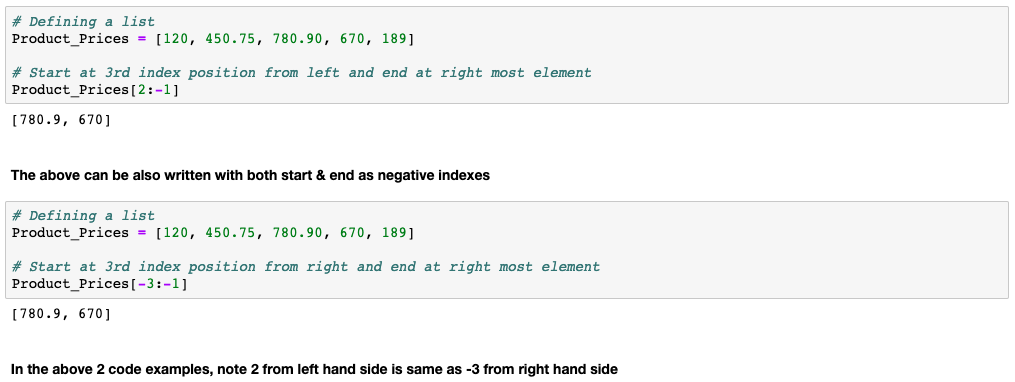 # Defining a list
Product_Prices = [120, 450.75, 780.90, 670, 189]
# Start at 3rd index position from left and end at right most element
Product_Prices[2:-1]
[780.9, 670]
The above can be also written with both start & end as negative indexes
# Defining a list
Product_Prices = [120, 450.75, 780.90, 670, 189]
# Start at 3rd index position from right and end at right most element
Product_Prices[-3:-1]
[780.9, 670]
In the above 2 code examples, note 2 from left hand side is same as -3 from right hand side